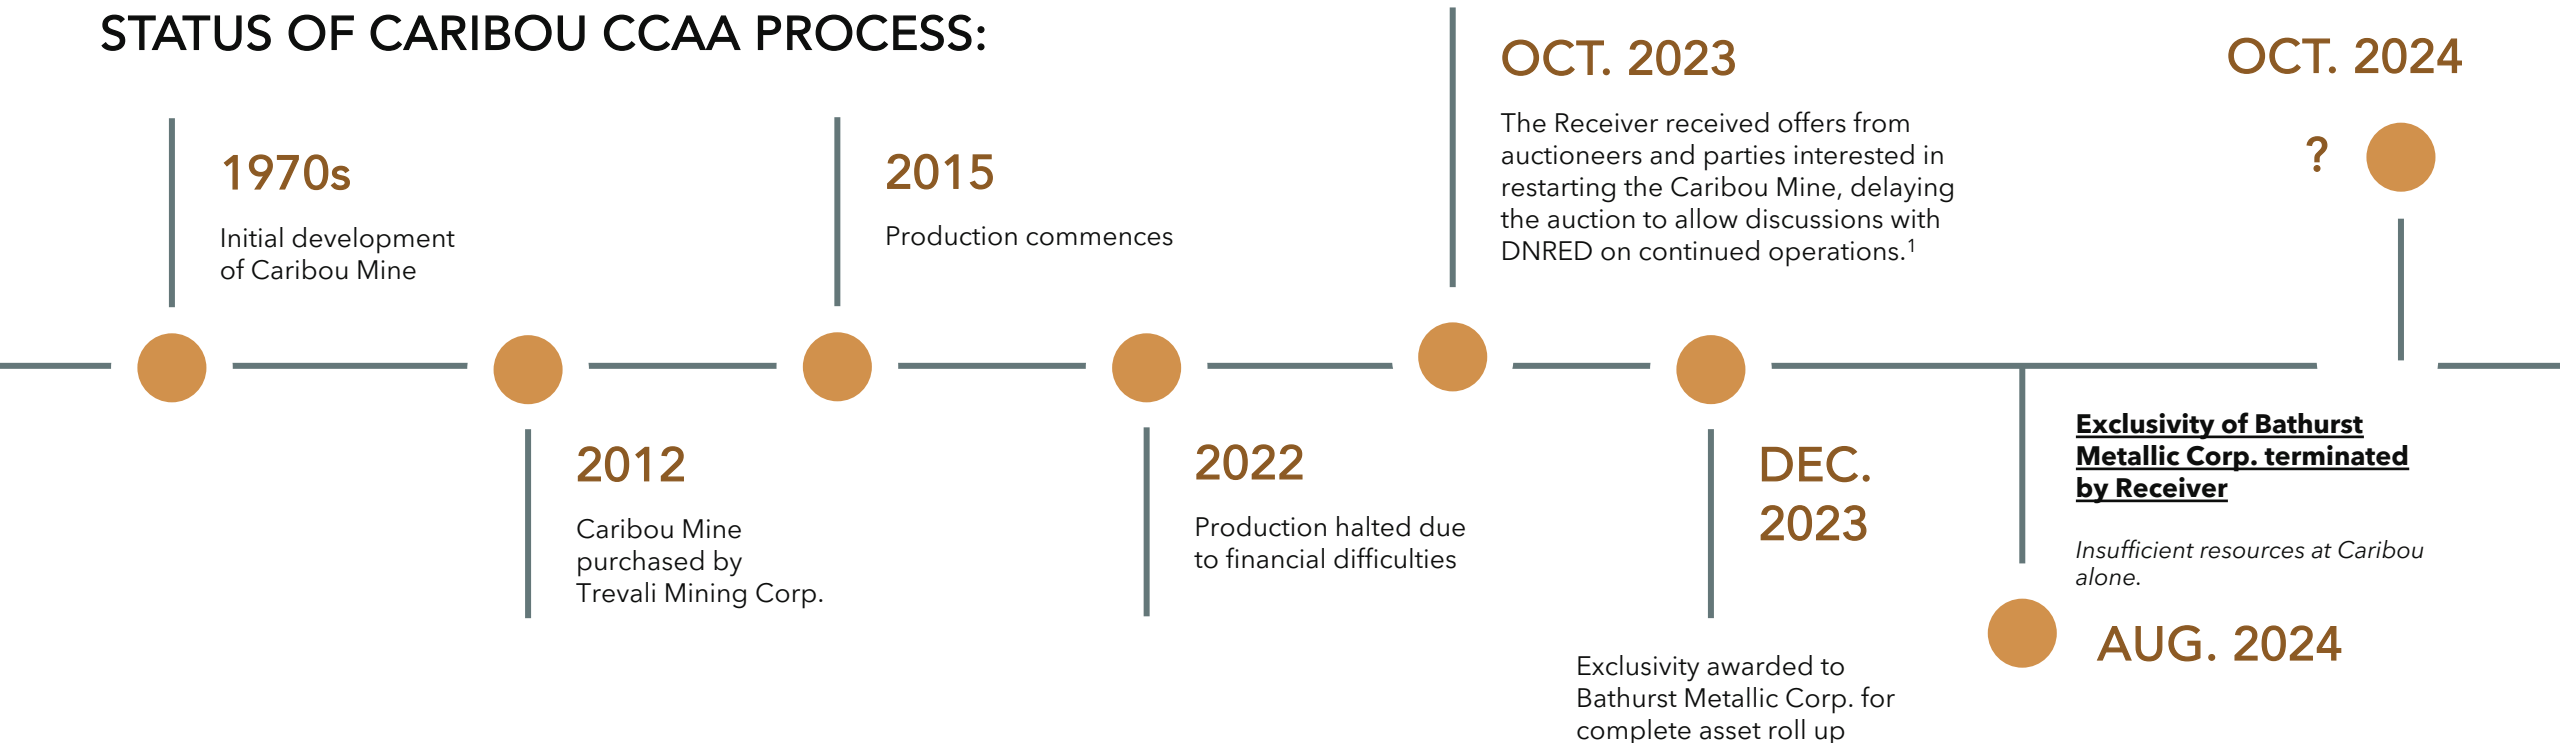 STATUS OF CARIBOU CCAA PROCESS:
1970s
Initial development
of Caribou Mine
2012
Caribou Mine
purchased by
Trevali Mining Corp.
2015
Production commences
2022
Production halted due
to financial difficulties
OCT. 2023
The Receiver received offers from
auctioneers and parties interested in
restarting the Caribou Mine, delaying
the auction to allow discussions with
DNRED on continued operations.¹
DEC.
2023
Exclusivity awarded to
Bathurst Metallic Corp. for
complete asset roll up
Exclusivity of Bathurst
Metallic Corp. terminated
by Receiver
Insufficient resources at Caribou
alone.
AUG. 2024
OCT. 2024
?